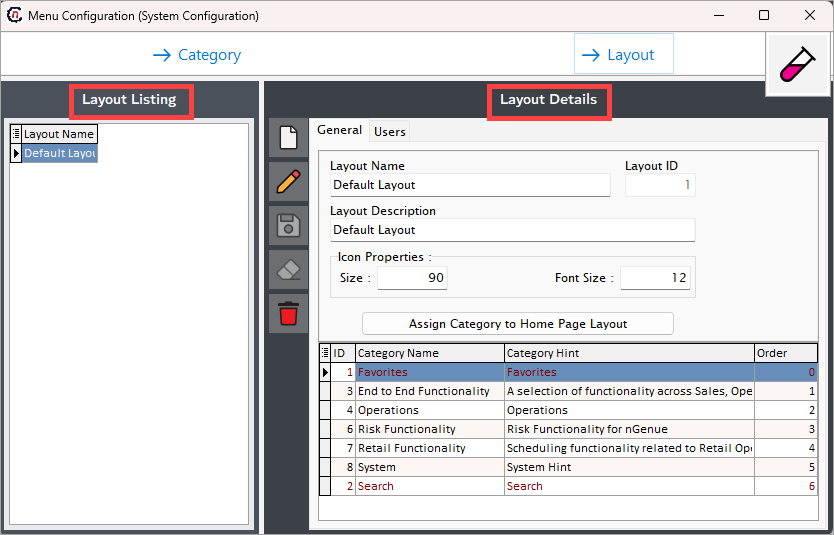 Menu Configuration (System Configuration)
Category
Layout
Layout Listing
Layout Details
Layout Name
Default Layou
General
Users
Layout Name
Layout ID
Default Layout
1
Layout Description
Default Layout
Icon Properties :
Size : 90
Font Size : 12
Assign Category to Home Page Layout
ID Category Name Category Hint Order
1 Favorites Favorites 0
3 End to End Functionality A selection of functionality across Sales, Ope 1
4 Operations Operations 2
6 Risk Functionality Risk Functionality for nGenue 3
7 Retail Functionality Scheduling functionality related to Retail Ope 4
8 System System Hint 5
2 Search Search 6